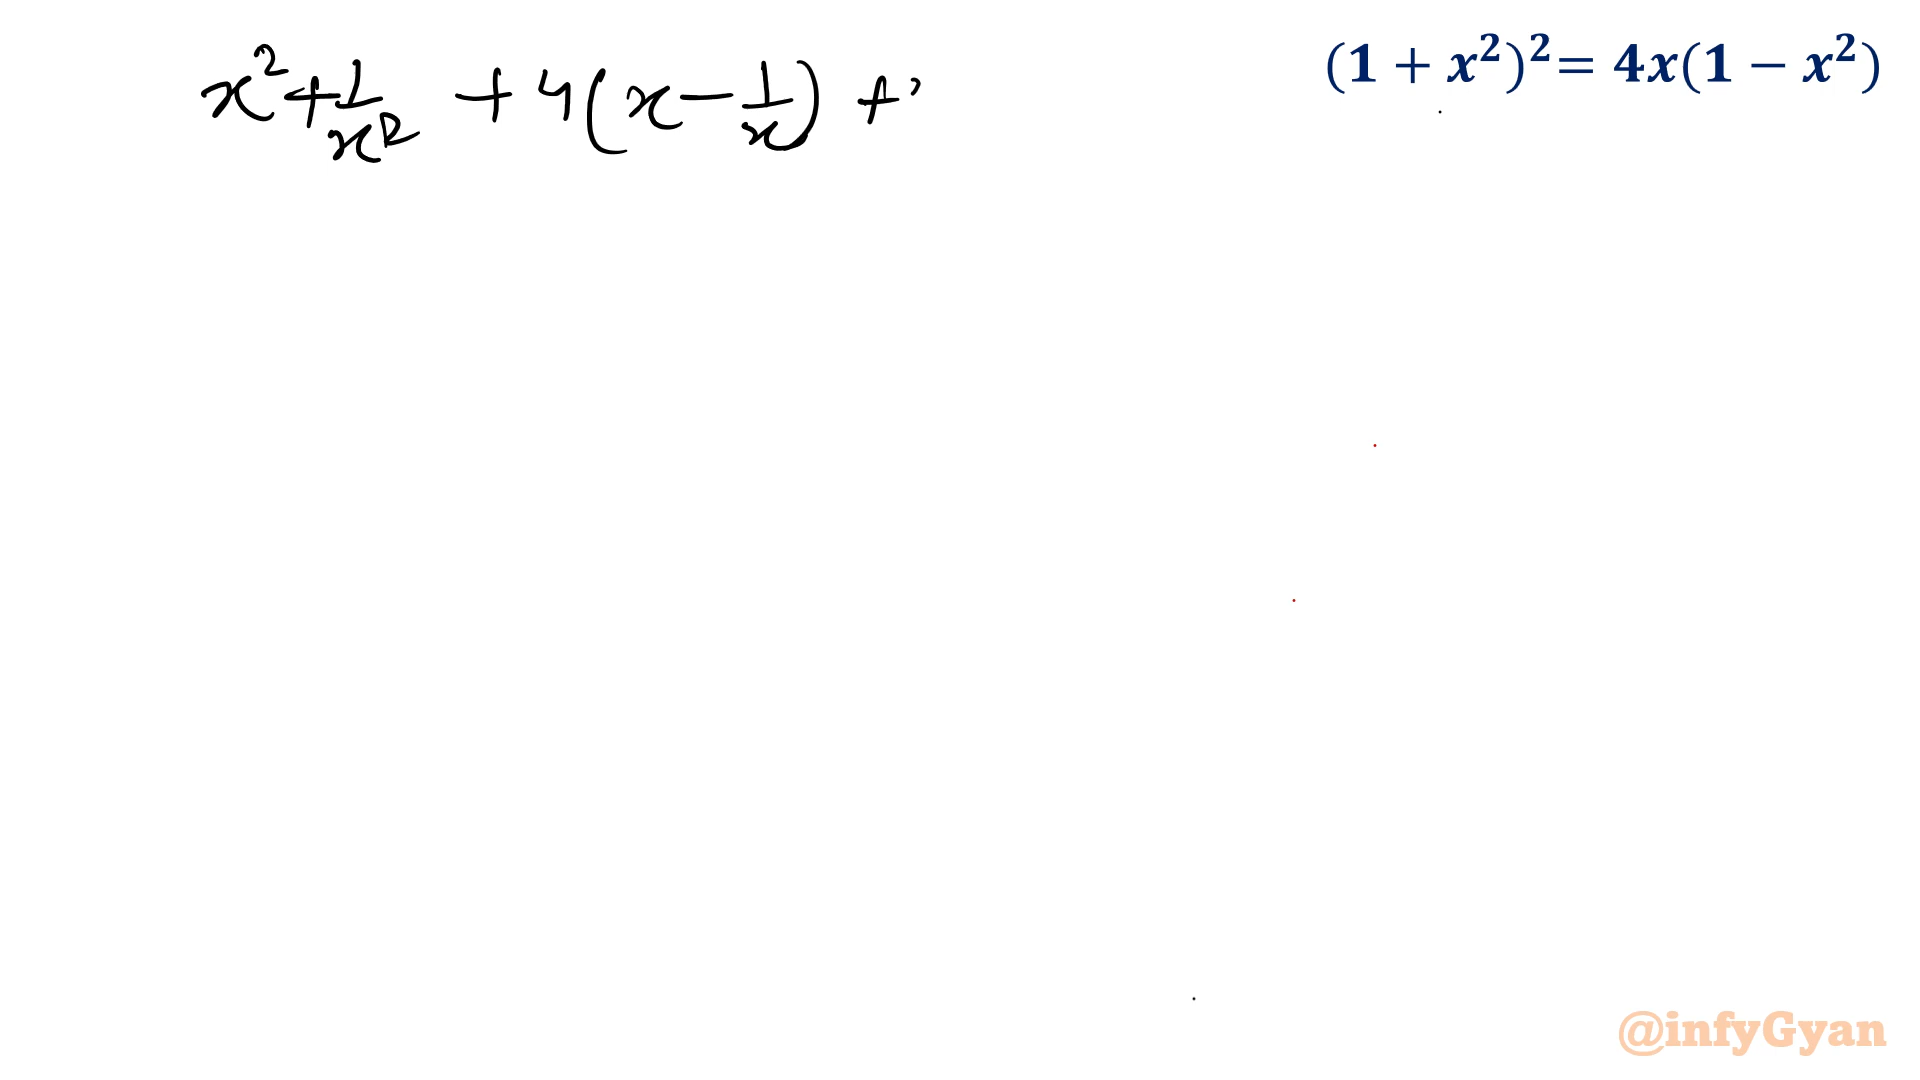 (1 + x²)² = 4x(1 − x²)
x² + 1/x² + 4(x − 1/x) +
@infyGyan